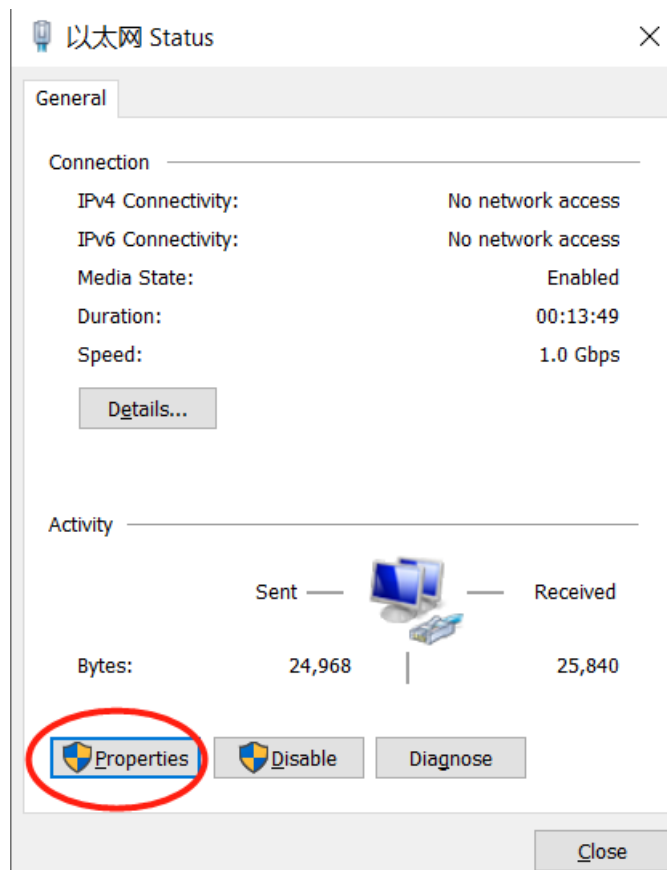 以太网 Status
General
Connection
IPv4 Connectivity: No network access
IPv6 Connectivity: No network access
Media State: Enabled
Duration: 00:13:49
Speed: 1.0 Gbps
Details...
Activity
Sent Received
Bytes: 24,968 25,840
Properties Disable Diagnose
Close